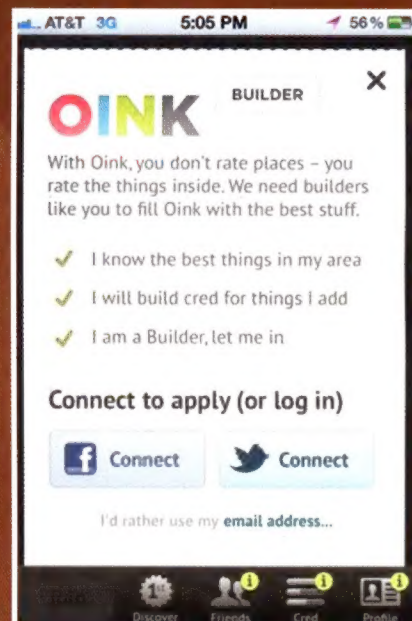 AT&T 3G 5:05 PM 56%
OINK BUILDER
With Oink, you don't rate places – you
rate the things inside. We need builders
like you to fill Oink with the best stuff.
I know the best things in my area
I will build cred for things I add
I am a Builder, let me in
Connect to apply (or log in)
f Connect Connect
I'd rather use my email address...
1st i i i
Discover Friends Cred Profile